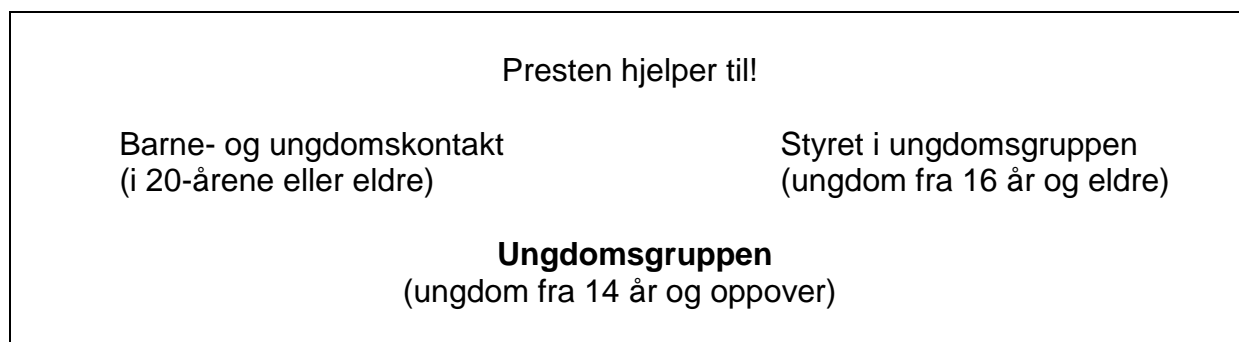 Presten hjelper til!
Barne- og ungdomskontakt
(i 20-årene eller eldre)
Styret i ungdomsgruppen
(ungdom fra 16 år og eldre)
Ungdomsgruppen
(ungdom fra 14 år og oppover)